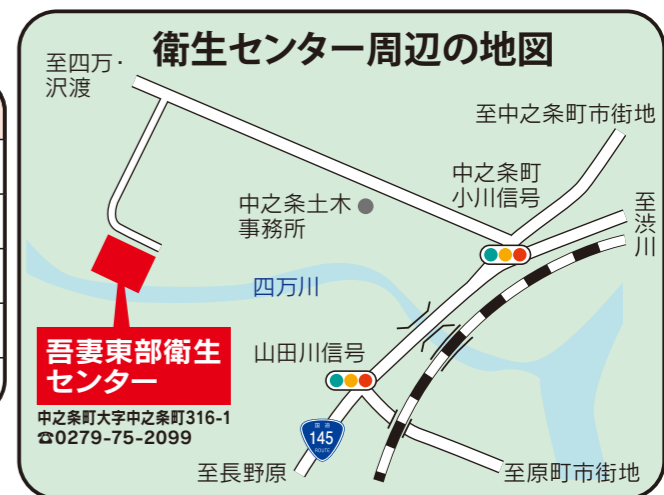 衛生センター周辺の地図
至四万・
沢渡
至中之条町市街地
中之条町
小川信号
至渋川
中之条土木
事務所
四万川
吾妻東部衛生
センター
中之条町大字中之条町316-1
☎0279-75-2099
山田川信号
国道
145
ROUTE
至長野原
至原町市街地